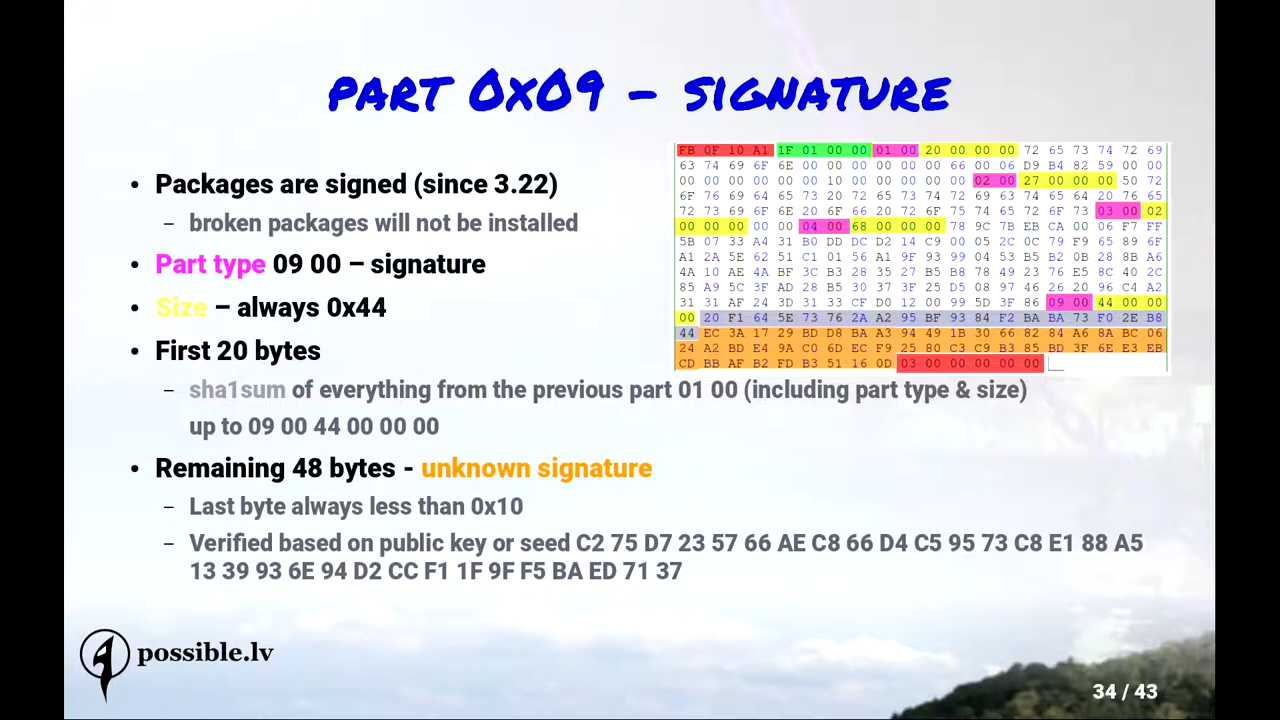 PART 0X09 – SIGNATURE
FB 0F 10 A1 1F 01 00 00 01 00 20 00 00 00 72 65 73 74 72 69
63 74 69 6F 6E 00 00 00 00 00 00 66 00 06 D9 B4 82 59 00 00
00 00 00 00 00 10 00 00 00 00 00 00 02 00 27 00 00 00 50 72
6F 76 69 64 65 73 20 72 65 73 74 72 69 63 74 65 64 20 76 65
72 73 69 6F 6E 20 6F 66 20 72 6F 75 74 65 72 6F 73 03 00 02
00 00 00 00 00 04 00 68 00 00 00 78 9C 7B EB CA 00 06 F7 FF
5B 07 33 A4 31 B0 DD DC D2 14 C9 00 05 2C 0C 79 F9 65 89 6F
A1 2A 5E 62 51 C1 01 56 A1 9F 93 99 04 53 B5 B2 0B 28 8B A6
4A 10 AE 4A BF 3C B3 28 35 27 B5 B8 78 49 23 76 E5 8C 40 2C
85 A9 5C 3F AD 28 B5 30 37 3F 25 D5 08 97 46 26 20 96 C4 A2
31 31 AF 24 3D 31 33 CF D0 12 00 99 5D 3F 86 09 00 44 00 00
00 20 F1 64 5E 73 76 2A A2 95 BF 93 84 F2 BA BA 73 F0 2E B8
44 EC 3A 17 29 BD D8 BA A3 94 49 1B 30 66 82 84 A6 8A BC 06
24 A2 BD E4 9A C0 6D EC F9 25 80 C3 C9 B3 85 BD 3F 6E E3 EB
CD BB AF B2 FD B3 51 16 0D 03 00 00 00 00 00
• Packages are signed (since 3.22)
– broken packages will not be installed
• Part type 09 00 – signature
• Size – always 0x44
• First 20 bytes
– sha1sum of everything from the previous part 01 00 (including part type & size)
up to 09 00 44 00 00 00
• Remaining 48 bytes - unknown signature
– Last byte always less than 0x10
– Verified based on public key or seed C2 75 D7 23 57 66 AE C8 66 D4 C5 95 73 C8 E1 88 A5
13 39 93 6E 94 D2 CC F1 1F 9F F5 BA ED 71 37
possible.lv
34 / 43